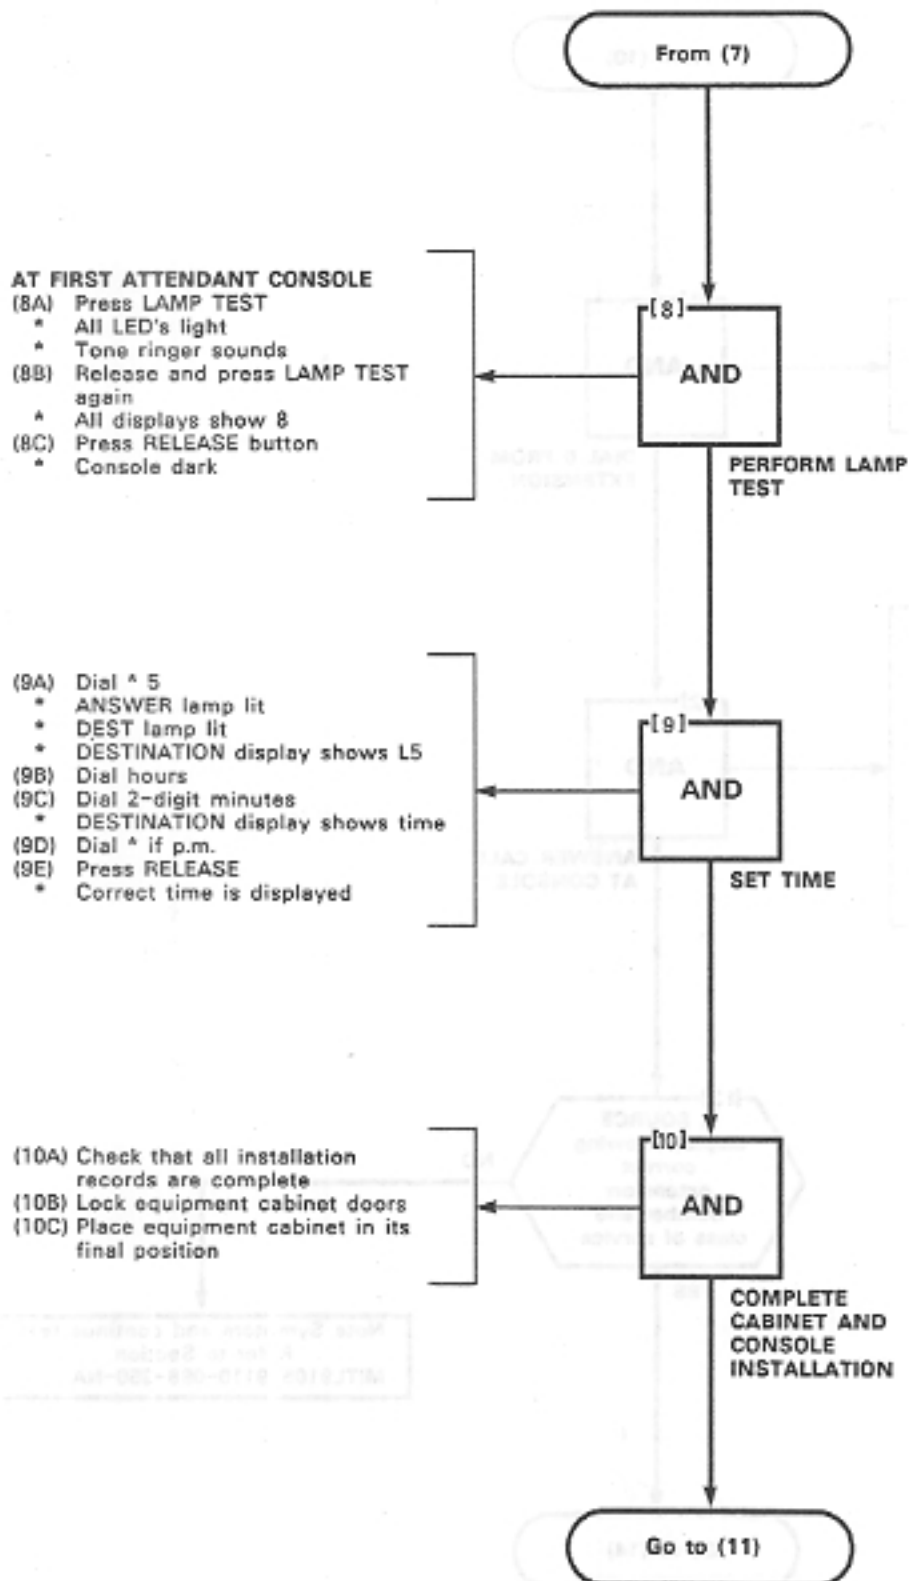 From (7)
AT FIRST ATTENDANT CONSOLE
(8A) Press LAMP TEST
* All LED's light
* Tone ringer sounds
(8B) Release and press LAMP TEST
again
* All displays show 8
(8C) Press RELEASE button
* Console dark
[8]
AND
PERFORM LAMP
TEST
(9A) Dial * 5
* ANSWER lamp lit
* DEST lamp lit
* DESTINATION display shows L5
(9B) Dial hours
(9C) Dial 2-digit minutes
* DESTINATION display shows time
(9D) Dial * if p.m.
(9E) Press RELEASE
* Correct time is displayed
[9]
AND
SET TIME
(10A) Check that all installation
records are complete
(10B) Lock equipment cabinet doors
(10C) Place equipment cabinet in its
final position
[10]
AND
COMPLETE
CABINET AND
CONSOLE
INSTALLATION
Go to (11)